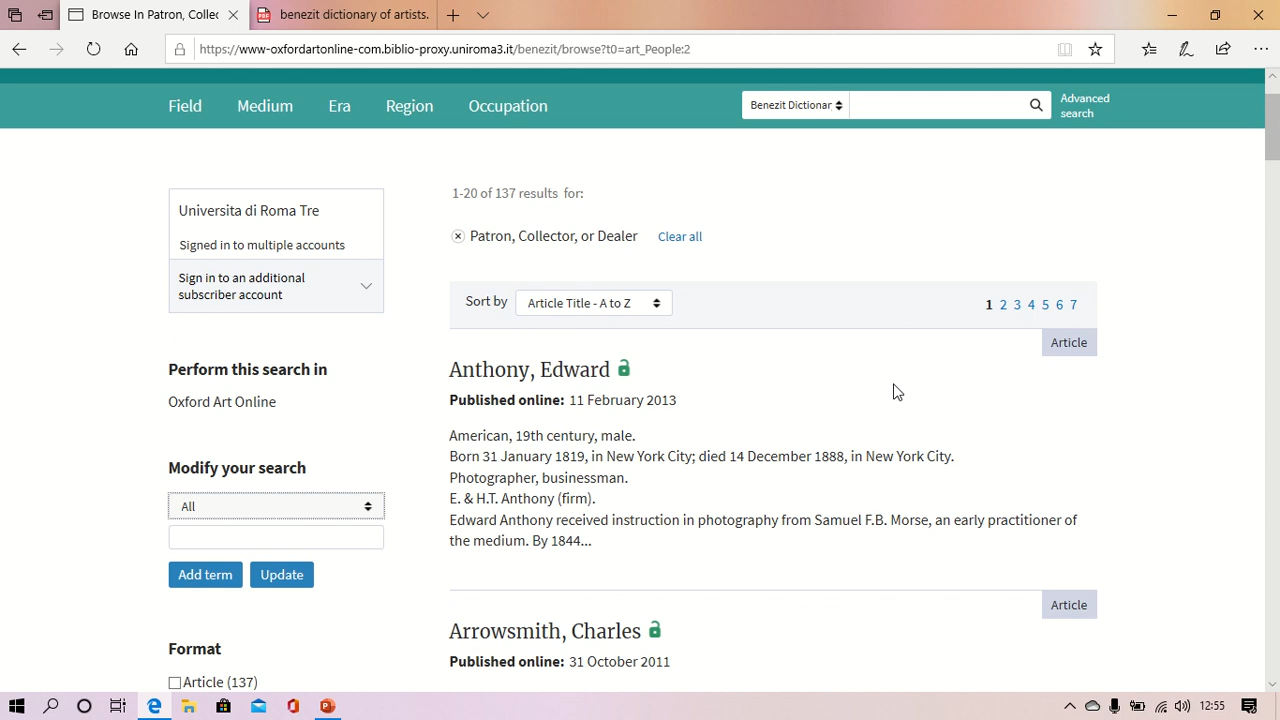 Browse In Patron, Collec
benezit dictionary of artists.
https://www-oxfordartonline-com.biblio-proxy.uniroma3.it/benezit/browse?t0=art_People:2
Field Medium Era Region Occupation
Benezit Dictionar
Advanced
search
Universita di Roma Tre
Signed in to multiple accounts
Sign in to an additional
subscriber account
1-20 of 137 results for:
Patron, Collector, or Dealer Clear all
Sort by Article Title - A to Z 1 2 3 4 5 6 7
Article
Perform this search in
Oxford Art Online
Modify your search
All
Add term Update
Format
Article (137)
Anthony, Edward
Published online: 11 February 2013
American, 19th century, male.
Born 31 January 1819, in New York City; died 14 December 1888, in New York City.
Photographer, businessman.
E. & H.T. Anthony (firm).
Edward Anthony received instruction in photography from Samuel F.B. Morse, an early practitioner of
the medium. By 1844...
Article
Arrowsmith, Charles
Published online: 31 October 2011
12:55